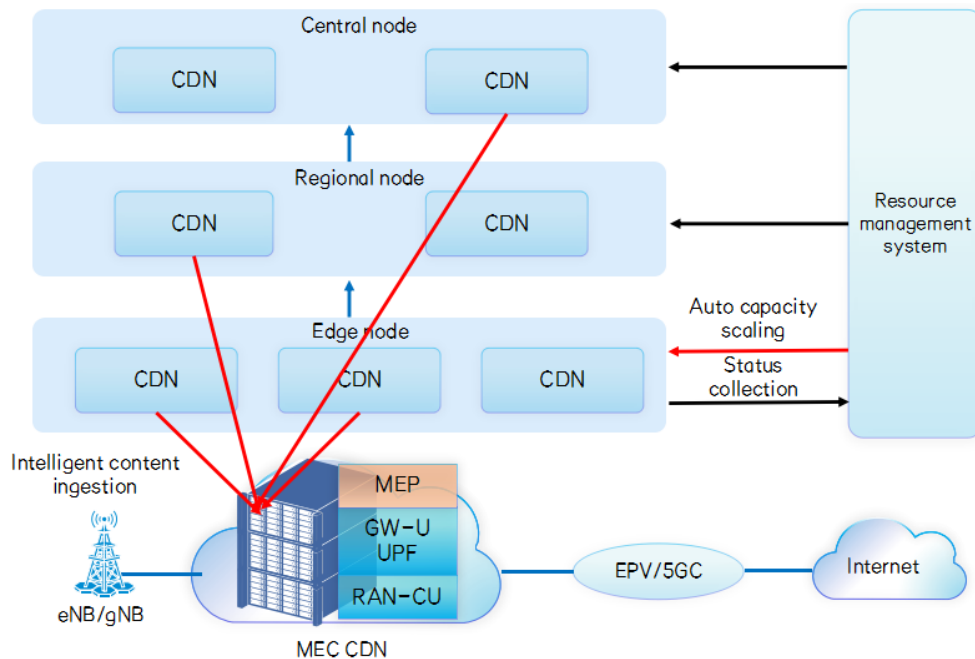 Central node
CDN
CDN
Regional node
CDN
CDN
Resource
management
system
Auto capacity
scaling
Edge node
CDN
CDN
CDN
Status
collection
Intelligent content
ingestion
MEP
GW-U
UPF
RAN-CU
eNB/gNB
EPV/5GC
Internet
MEC CDN